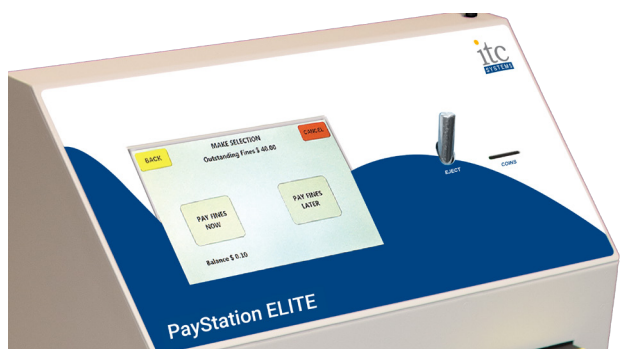 itc
SYSTEMS
BACK
MAKE SELECTION
CANCEL
Outstanding Fines $ 40.00
PAY FINES
NOW
PAY FINES
LATER
Balance $ 0.10
EJECT
COINS
PayStation ELITE